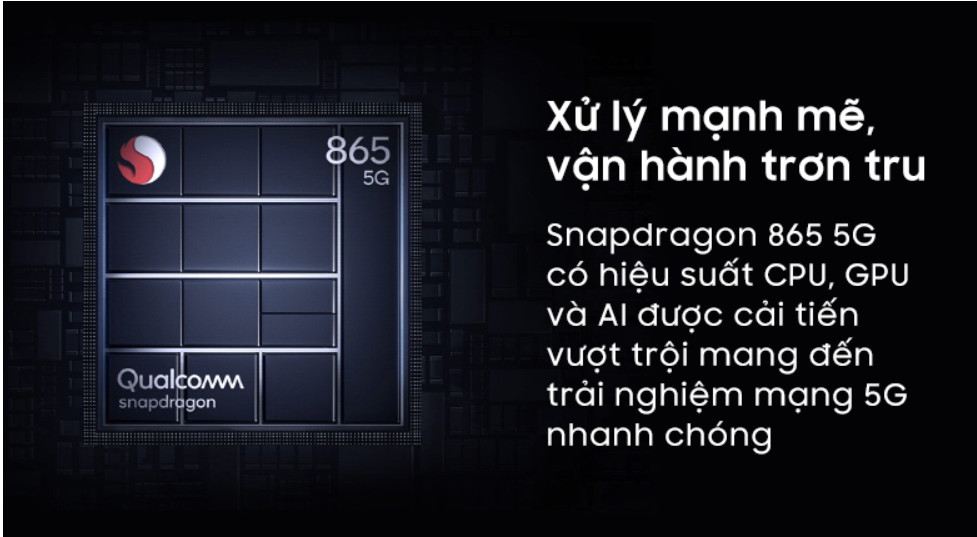 865
5G
Qualcomm
snapdragon
Xử lý mạnh mẽ,
vận hành trơn tru
Snapdragon 865 5G
có hiệu suất CPU, GPU
và AI được cải tiến
vượt trội mang đến
trải nghiệm mạng 5G
nhanh chóng